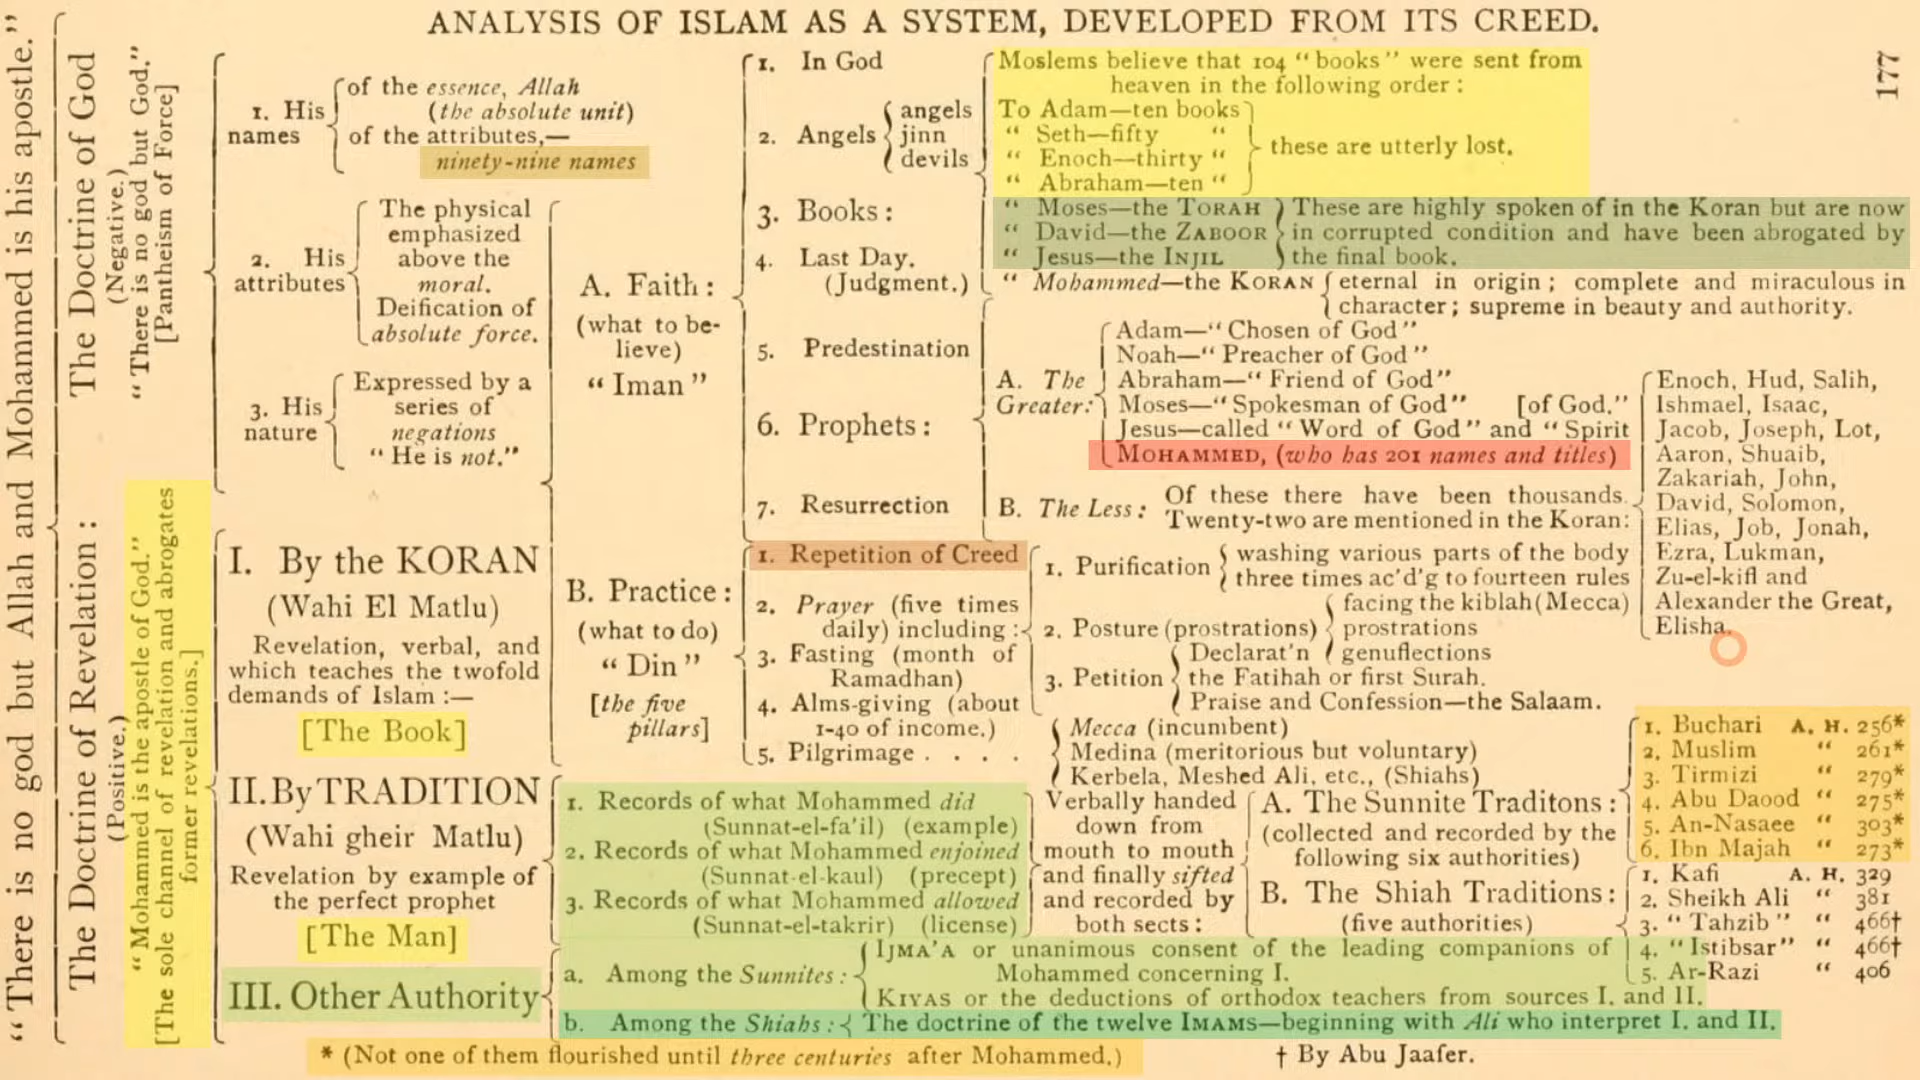 ANALYSIS OF ISLAM AS A SYSTEM, DEVELOPED FROM ITS CREED.
177
"There is no god but Allah and Mohammed is his apostle."
The Doctrine of God
(Negative.)
"There is no god but God."
[Pantheism of Force]
1. His names
of the essence, Allah
(the absolute unit)
of the attributes,—
ninety-nine names
2. His attributes
The physical
emphasized
above the
moral.
Deification of
absolute force.
3. His nature
Expressed by a
series of
negations
"He is not."
The Doctrine of Revelation:
(Positive.)
"Mohammed is the apostle of God."
[The sole channel of revelation and abrogates
former revelations.]
I. By the KORAN
(Wahi El Matlu)
Revelation, verbal, and
which teaches the twofold
demands of Islam :—
[The Book]
A. Faith:
(what to be-
lieve)
"Iman"
1. In God
2. Angels
angels
jinn
devils
3. Books:
Moslems believe that 104 "books" were sent from
heaven in the following order:
To Adam—ten books
" Seth—fifty "
" Enoch—thirty "
" Abraham—ten "
these are utterly lost.
" Moses—the TORAH
" David—the ZABOOR
" Jesus—the INJIL
These are highly spoken of in the Koran but are now
in corrupted condition and have been abrogated by
the final book.
" Mohammed—the KORAN
eternal in origin; complete and miraculous in
character; supreme in beauty and authority.
4. Last Day.
(Judgment.)
5. Predestination
6. Prophets:
A. The
Greater:
Adam—"Chosen of God"
Noah—"Preacher of God"
Abraham—"Friend of God"
Moses—"Spokesman of God" [of God."
Jesus—called "Word of God" and "Spirit
MOHAMMED, (who has 201 names and titles)
B. The Less:
Of these there have been thousands.
Twenty-two are mentioned in the Koran:
Enoch, Hud, Salih,
Ishmael, Isaac,
Jacob, Joseph, Lot,
Aaron, Shuaib,
Zakariah, John,
David, Solomon,
Elias, Job, Jonah,
Ezra, Lukman,
Zu-el-kifl and
Alexander the Great,
Elisha.
7. Resurrection
B. Practice:
(what to do)
"Din"
[the five
pillars]
1. Repetition of Creed
2. Prayer (five times
daily) including:
1. Purification
washing various parts of the body
three times ac'd'g to fourteen rules
2. Posture (prostrations)
facing the kiblah (Mecca)
prostrations
genuflections
3. Petition
Declarat'n
the Fatihah or first Surah.
Praise and Confession—the Salaam.
3. Fasting (month of
Ramadhan)
4. Alms-giving (about
1-40 of income.)
5. Pilgrimage . . . .
Mecca (incumbent)
Medina (meritorious but voluntary)
Kerbela, Meshed Ali, etc., (Shiahs)
II. By TRADITION
(Wahi gheir Matlu)
Revelation by example of
the perfect prophet
[The Man]
1. Records of what Mohammed did
(Sunnat-el-fa'il) (example)
2. Records of what Mohammed enjoined
(Sunnat-el-kaul) (precept)
3. Records of what Mohammed allowed
(Sunnat-el-takrir) (license)
Verbally handed
down from
mouth to mouth
and finally sifted
and recorded by
both sects:
A. The Sunnite Traditons:
(collected and recorded by the
following six authorities)
1. Buchari A. H. 256*
2. Muslim " 261*
3. Tirmizi " 279*
4. Abu Daood " 275*
5. An-Nasaee " 303*
6. Ibn Majah " 273*
B. The Shiah Traditions:
(five authorities)
1. Kafi A. H. 329
2. Sheikh Ali " 381
3. "Tahzib" " 466†
4. "Istibsar" " 466†
5. Ar-Razi " 406
III. Other Authority
a. Among the Sunnites:
IJMA'A or unanimous consent of the leading companions of
Mohammed concerning I.
KIYAS or the deductions of orthodox teachers from sources I. and II.
b. Among the Shiahs:
The doctrine of the twelve IMAMS—beginning with Ali who interpret I. and II.
* (Not one of them flourished until three centuries after Mohammed.)
† By Abu Jaafer.